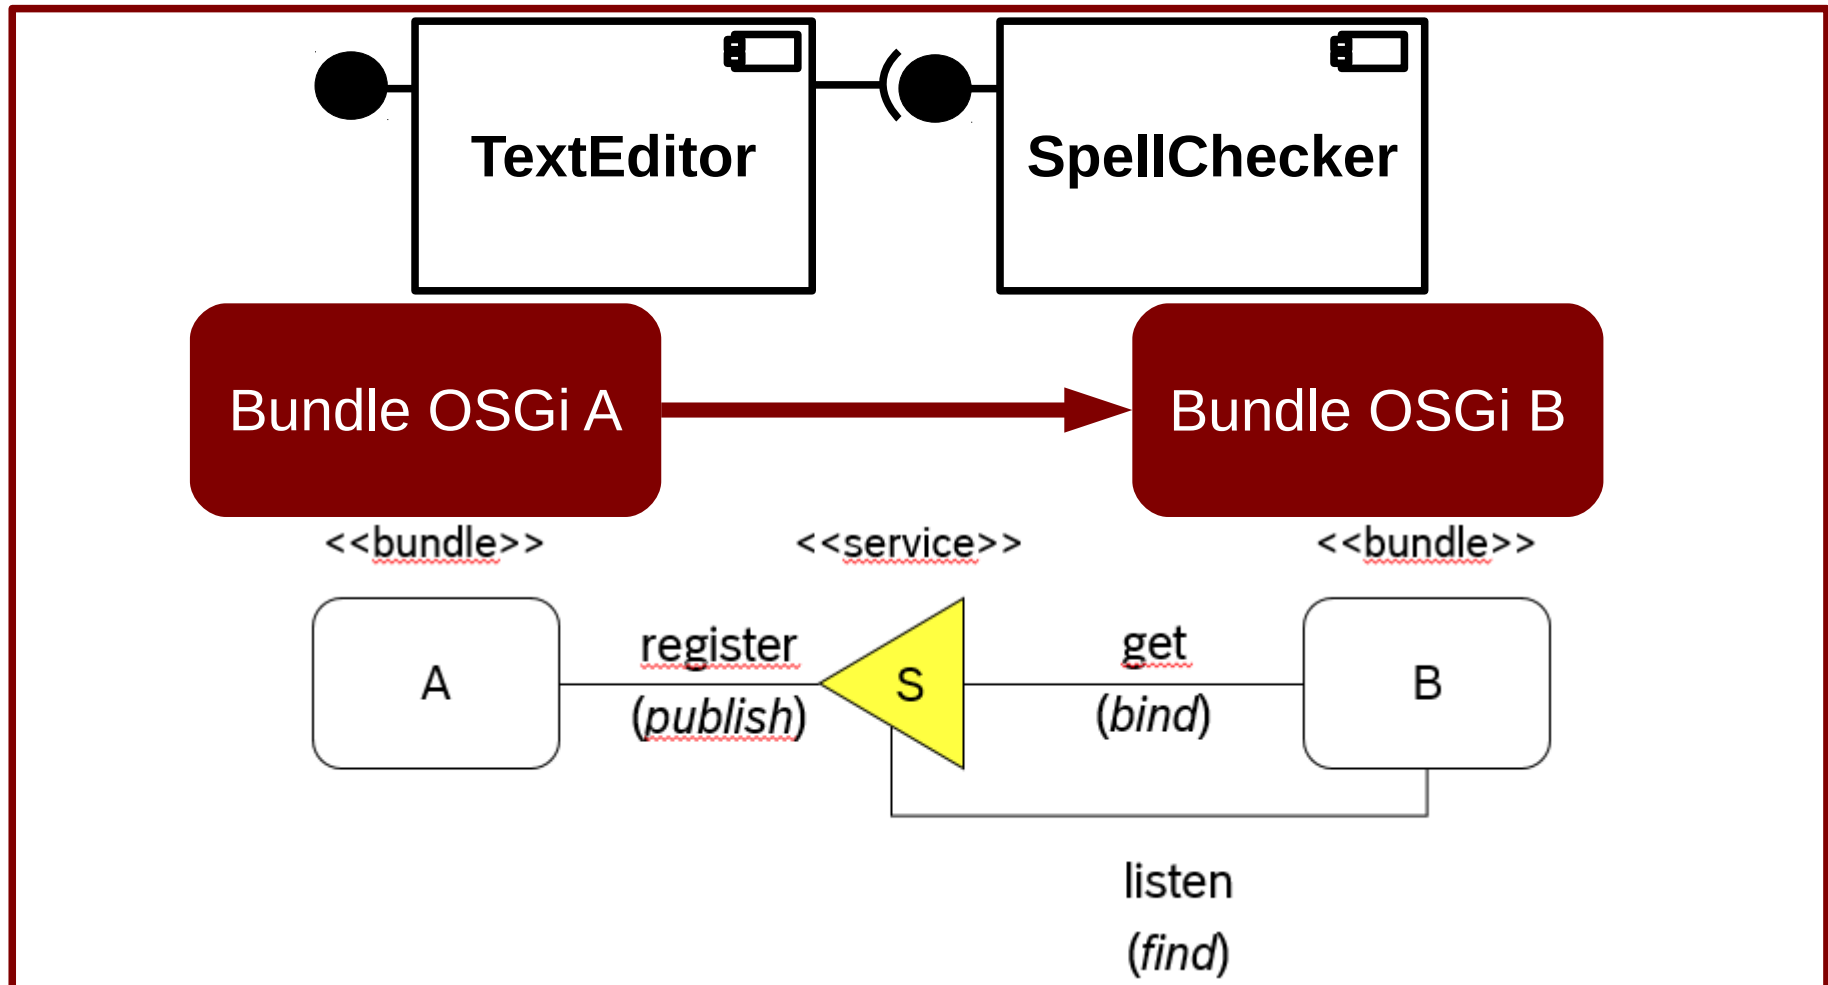 TextEditor
SpellChecker
Bundle OSGi A
Bundle OSGi B
<<bundle>>
<<service>>
<<bundle>>
A
register
(publish)
S
get
(bind)
B
listen
(find)